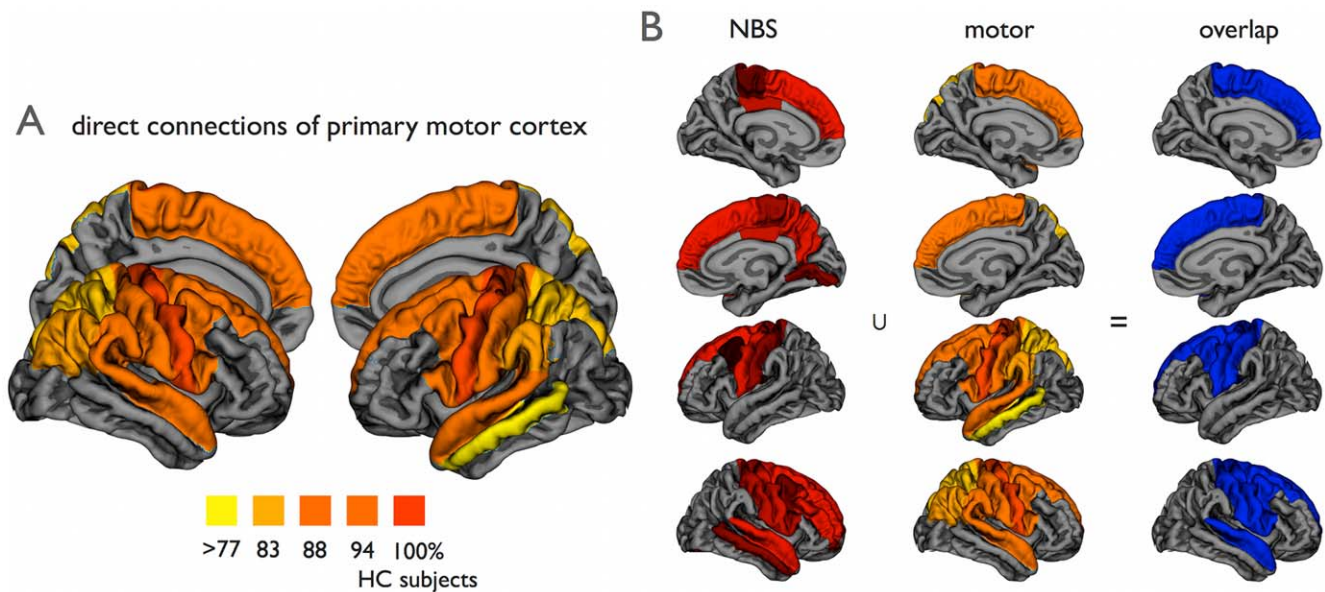 A direct connections of primary motor cortex
>77 83 88 94 100%
HC subjects
B NBS motor overlap
U =